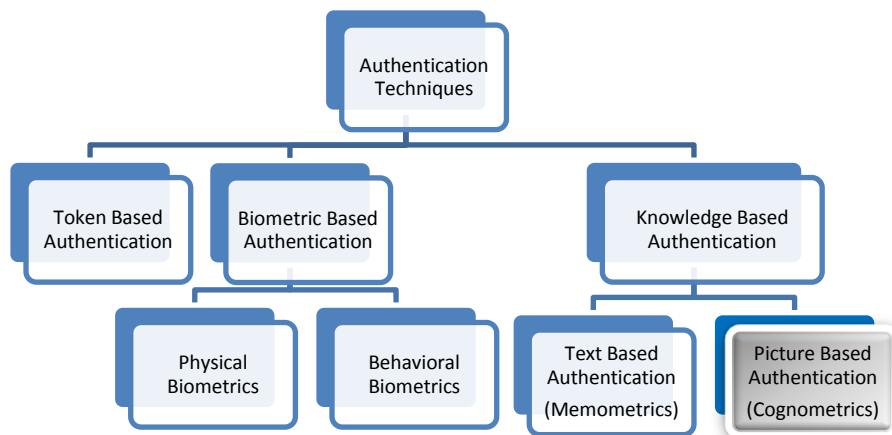 Authentication
Techniques
Token Based
Authentication
Biometric Based
Authentication
Knowledge Based
Authentication
Physical
Biometrics
Behavioral
Biometrics
Text Based
Authentication
(Memometrics)
Picture Based
Authentication
(Cognometrics)